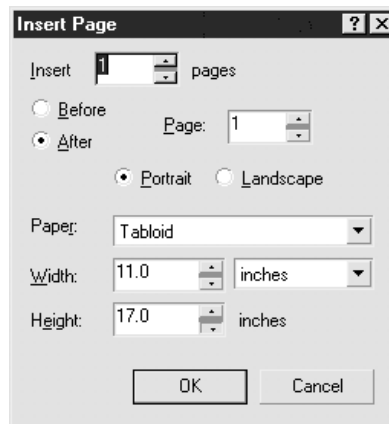 Insert Page
Insert 1 pages
Before
After
Page: 1
Portrait Landscape
Paper: Tabloid
Width: 11.0 inches
Height: 17.0 inches
OK Cancel